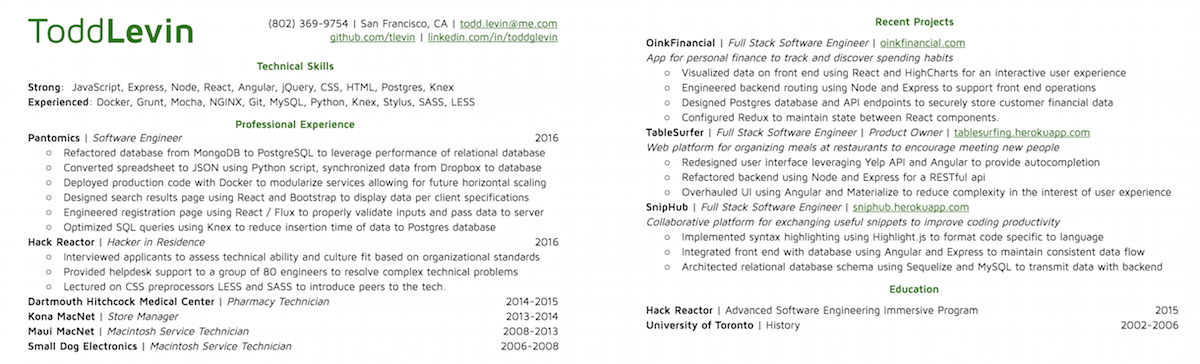 ToddLevin
(802) 369-9754 | San Francisco, CA | todd.levin@me.com
github.com/tlevin | linkedin.com/in/toddglevin
Technical Skills
Strong: JavaScript, Express, Node, React, Angular, jQuery, CSS, HTML, Postgres, Knex
Experienced: Docker, Grunt, Mocha, NGINX, Git, MySQL, Python, Knex, Stylus, SASS, LESS
Professional Experience
Pantomics | Software Engineer 2016
○ Refactored database from MongoDB to PostgreSQL to leverage performance of relational database
○ Converted spreadsheet to JSON using Python script, synchronized data from Dropbox to database
○ Deployed production code with Docker to modularize services allowing for future horizontal scaling
○ Designed search results page using React and Bootstrap to display data per client specifications
○ Engineered registration page using React / Flux to properly validate inputs and pass data to server
○ Optimized SQL queries using Knex to reduce insertion time of data to Postgres database
Hack Reactor | Hacker in Residence 2016
○ Interviewed applicants to assess technical ability and culture fit based on organizational standards
○ Provided helpdesk support to a group of 80 engineers to resolve complex technical problems
○ Lectured on CSS preprocessors LESS and SASS to introduce peers to the tech.
Dartmouth Hitchcock Medical Center | Pharmacy Technician 2014-2015
Kona MacNet | Store Manager 2013-2014
Maui MacNet | Macintosh Service Technician 2008-2013
Small Dog Electronics | Macintosh Service Technician 2006-2008
Recent Projects
OinkFinancial | Full Stack Software Engineer | oinkfinancial.com
App for personal finance to track and discover spending habits
○ Visualized data on front end using React and HighCharts for an interactive user experience
○ Engineered backend routing using Node and Express to support front end operations
○ Designed Postgres database and API endpoints to securely store customer financial data
○ Configured Redux to maintain state between React components.
TableSurfer | Full Stack Software Engineer | Product Owner | tablesurfing.herokuapp.com
Web platform for organizing meals at restaurants to encourage meeting new people
○ Redesigned user interface leveraging Yelp API and Angular to provide autocompletion
○ Refactored backend using Node and Express for a RESTful api
○ Overhauled UI using Angular and Materialize to reduce complexity in the interest of user experience
SnipHub | Full Stack Software Engineer | sniphub.herokuapp.com
Collaborative platform for exchanging useful snippets to improve coding productivity
○ Implemented syntax highlighting using Highlight.js to format code specific to language
○ Integrated front end with database using Angular and Express to maintain consistent data flow
○ Architected relational database schema using Sequelize and MySQL to transmit data with backend
Education
Hack Reactor | Advanced Software Engineering Immersive Program 2015
University of Toronto | History 2002-2006